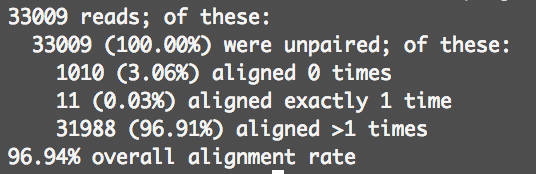 33009 reads; of these:
33009 (100.00%) were unpaired; of these:
1010 (3.06%) aligned 0 times
11 (0.03%) aligned exactly 1 time
31988 (96.91%) aligned >1 times
96.94% overall alignment rate